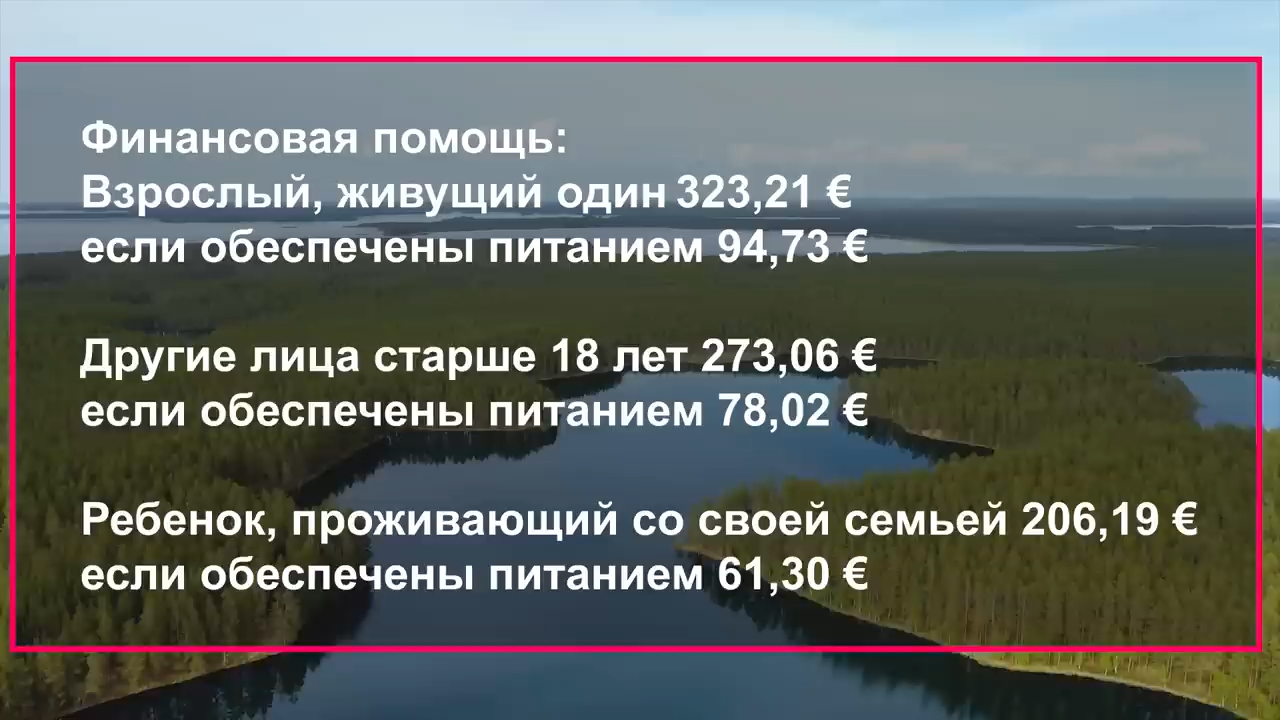 Финансовая помощь:
Взрослый, живущий один 323,21 €
если обеспечены питанием 94,73 €
Другие лица старше 18 лет 273,06 €
если обеспечены питанием 78,02 €
Ребенок, проживающий со своей семьей 206,19 €
если обеспечены питанием 61,30 €